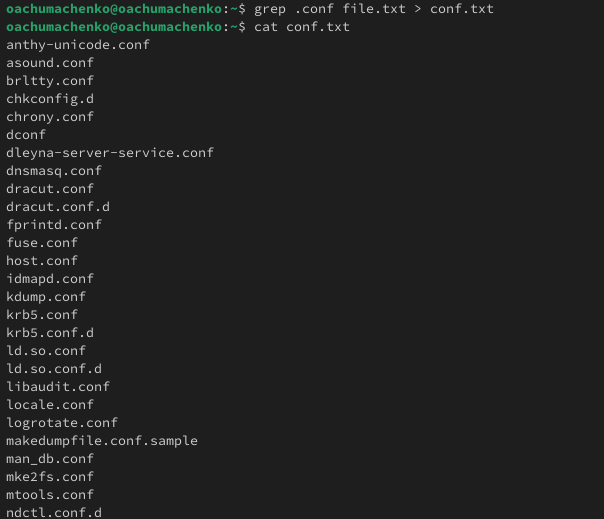 oachumachenko@oachumachenko:~$ grep .conf file.txt > conf.txt
oachumachenko@oachumachenko:~$ cat conf.txt
anthy-unicode.conf
asound.conf
brltty.conf
chkconfig.d
chrony.conf
dconf
dleyna-server-service.conf
dnsmasq.conf
dracut.conf
dracut.conf.d
fprintd.conf
fuse.conf
host.conf
idmapd.conf
kdump.conf
krb5.conf
krb5.conf.d
ld.so.conf
ld.so.conf.d
libaudit.conf
locale.conf
logrotate.conf
makedumpfile.conf.sample
man_db.conf
mke2fs.conf
mtools.conf
ndctl.conf.d